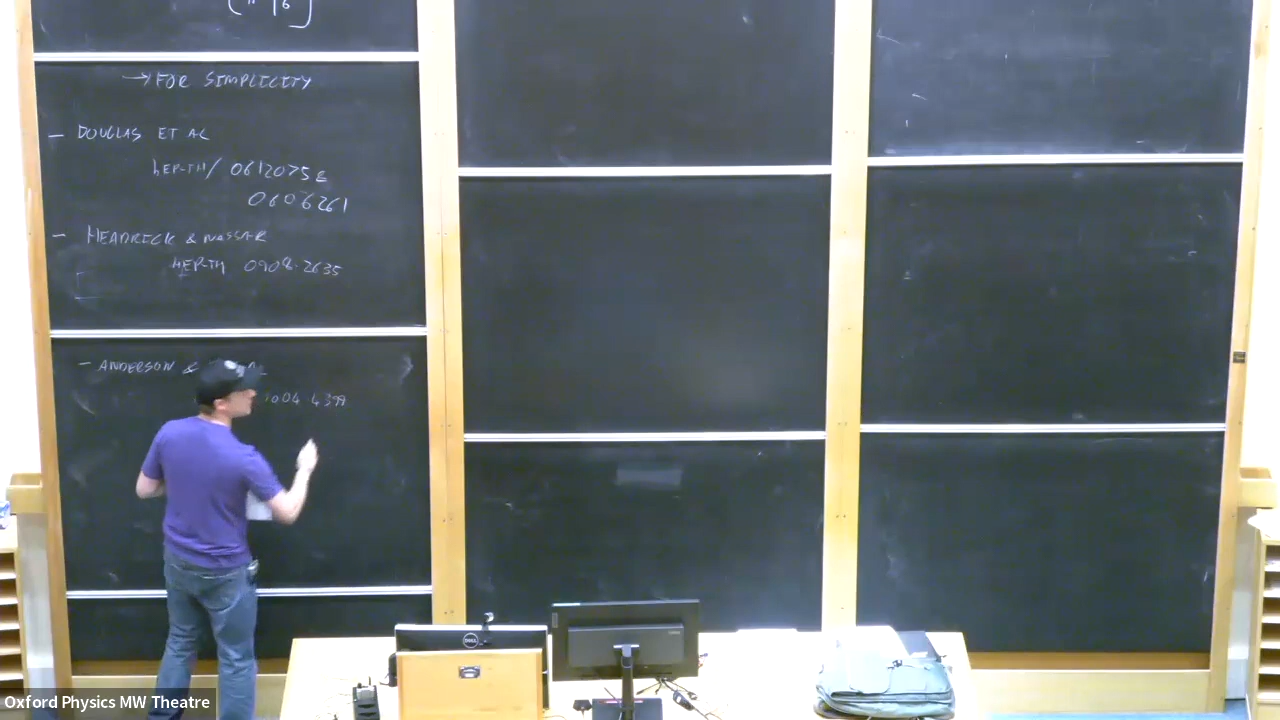 → FOR SIMPLICITY
- DOUGLAS ET AL
hEP-TH/ 0612075 &
0606261
- HEADRICK & NASSAR
HEP-TH 0908.2635
- ANDERSON &
1004.4399
DELL
Oxford Physics MW Theatre